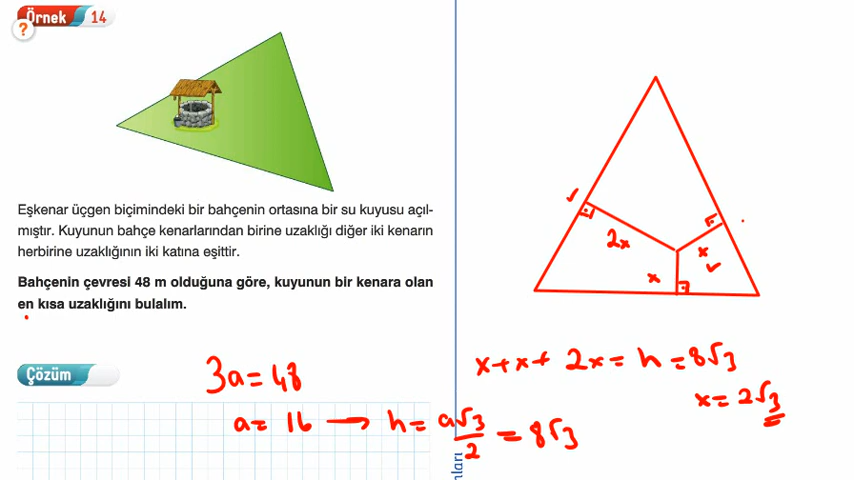 Örnek 14
?
Eşkenar üçgen biçimindeki bir bahçenin ortasına bir su kuyusu açıl-
mıştır. Kuyunun bahçe kenarlarından birine uzaklığı diğer iki kenarın
herbirine uzaklığının iki katına eşittir.
Bahçenin çevresi 48 m olduğuna göre, kuyunun bir kenara olan
en kısa uzaklığını bulalım.
Çözüm
3a = 48
a = 16 → h = a√3/2 = 8√3
2x
x
x
x + x + 2x = h = 8√3
x = 2√3